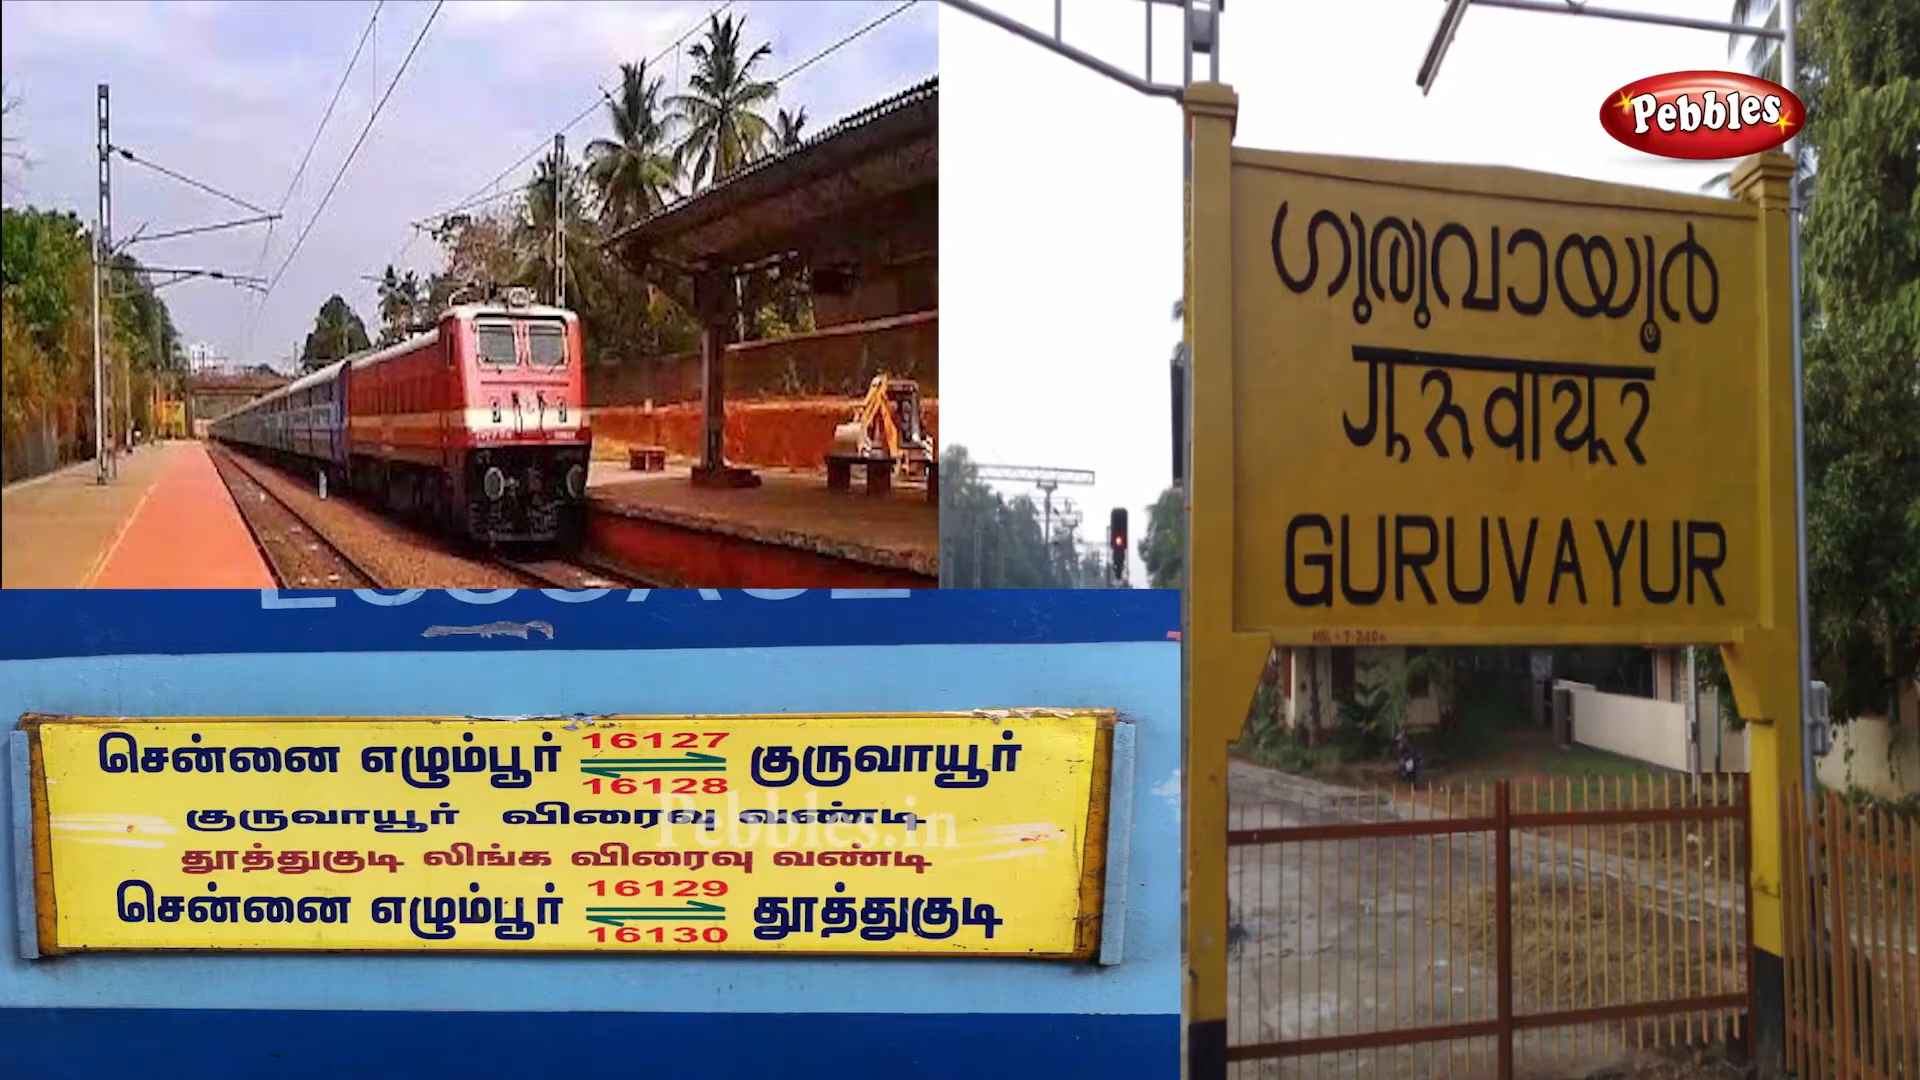 Pebbles
ഗുരുവായൂർ
गुरुवायूर
GURUVAYUR
சென்னை எழும்பூர் 16127 குருவாயூர்
16128
குருவாயூர் விரைவு வண்டி
Pebbles.in
தூத்துகுடி லிங்க விரைவு வண்டி
சென்னை எழும்பூர் 16129 தூத்துகுடி
16130